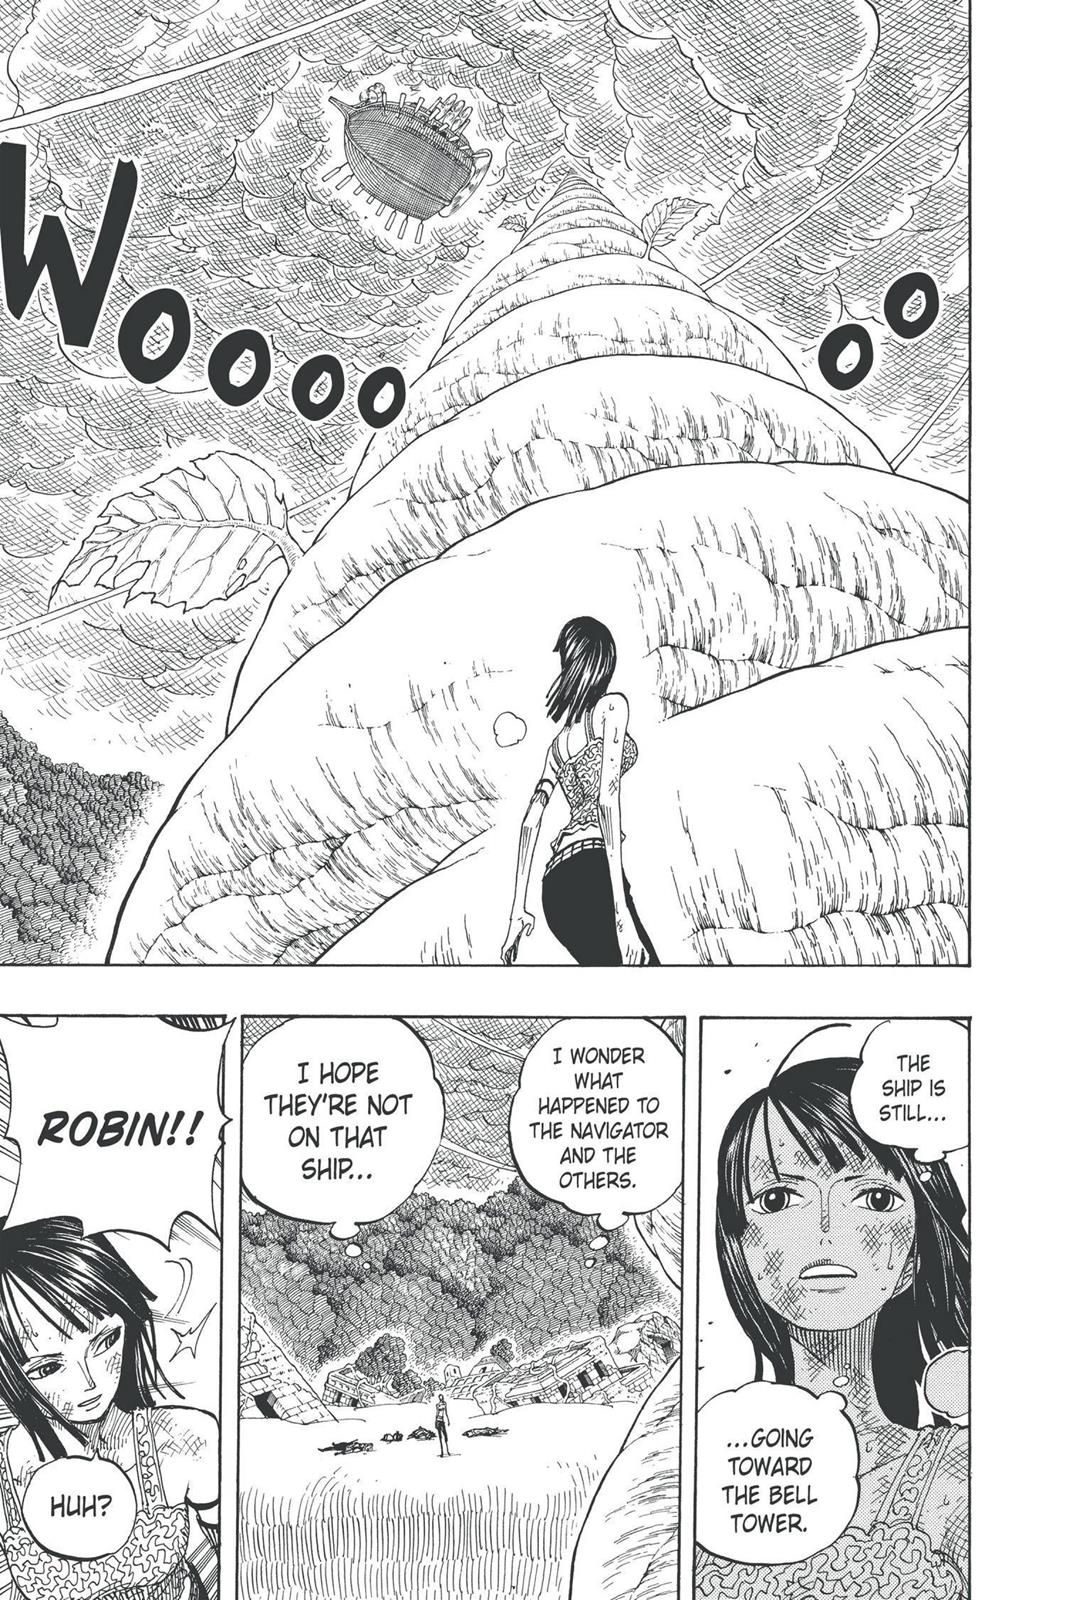 Woooo
oo
THE
SHIP IS
STILL...
...GOING
TOWARD
THE BELL
TOWER.
I WONDER
WHAT
HAPPENED TO
THE NAVIGATOR
AND THE
OTHERS.
I HOPE
THEY'RE NOT
ON THAT
SHIP...
ROBIN!!
HUH?